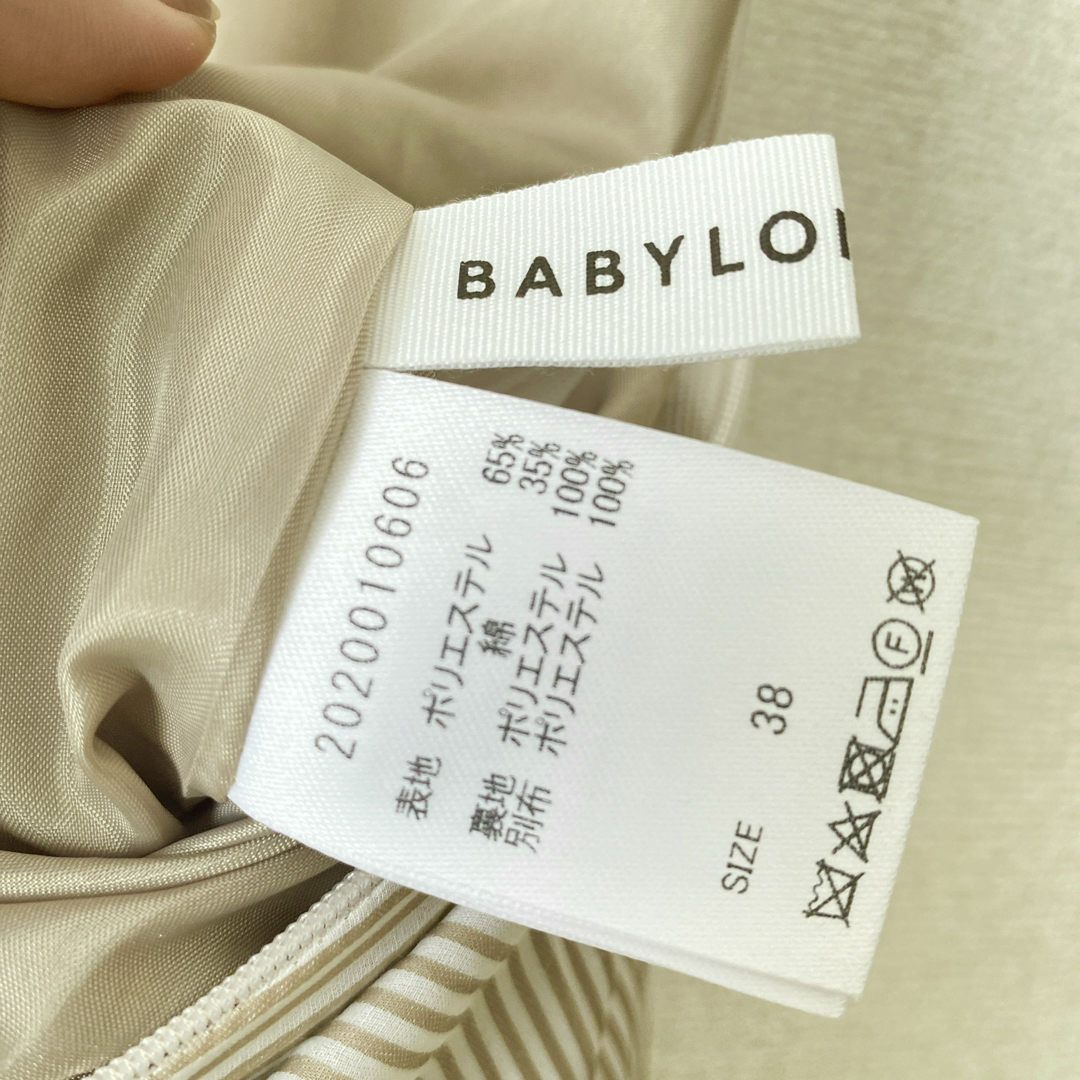 BABYLO
2020010606
表地 ポリエステル 65%
綿 35%
裏地 ポリエステル 100%
別布 ポリエステル 100%
SIZE 38
F
W